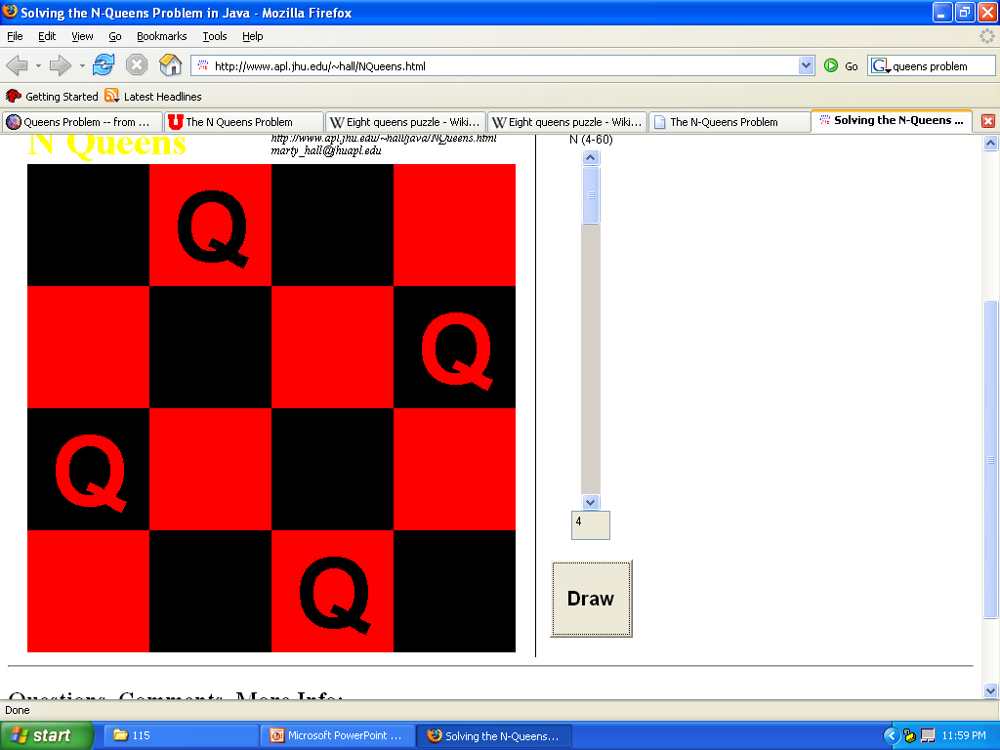 Solving the N-Queens Problem in Java - Mozilla Firefox
File Edit View Go Bookmarks Tools Help
http://www.apl.jhu.edu/~hall/NQueens.html Go queens problem
Getting Started Latest Headlines
Queens Problem -- from ... The N Queens Problem Eight queens puzzle - Wiki... Eight queens puzzle - Wiki... The N-Queens Problem Solving the N-Queens ...
N Queens
http://www.apl.jhu.edu/~hall/java/NQueens.html
marty_hall@jhuapl.edu
N (4-60)
Q
Q
Q
Q
4
Draw
Questions, Comments, More Info:
Done
start 115 Microsoft PowerPoint ... Solving the N-Queens... 11:59 PM